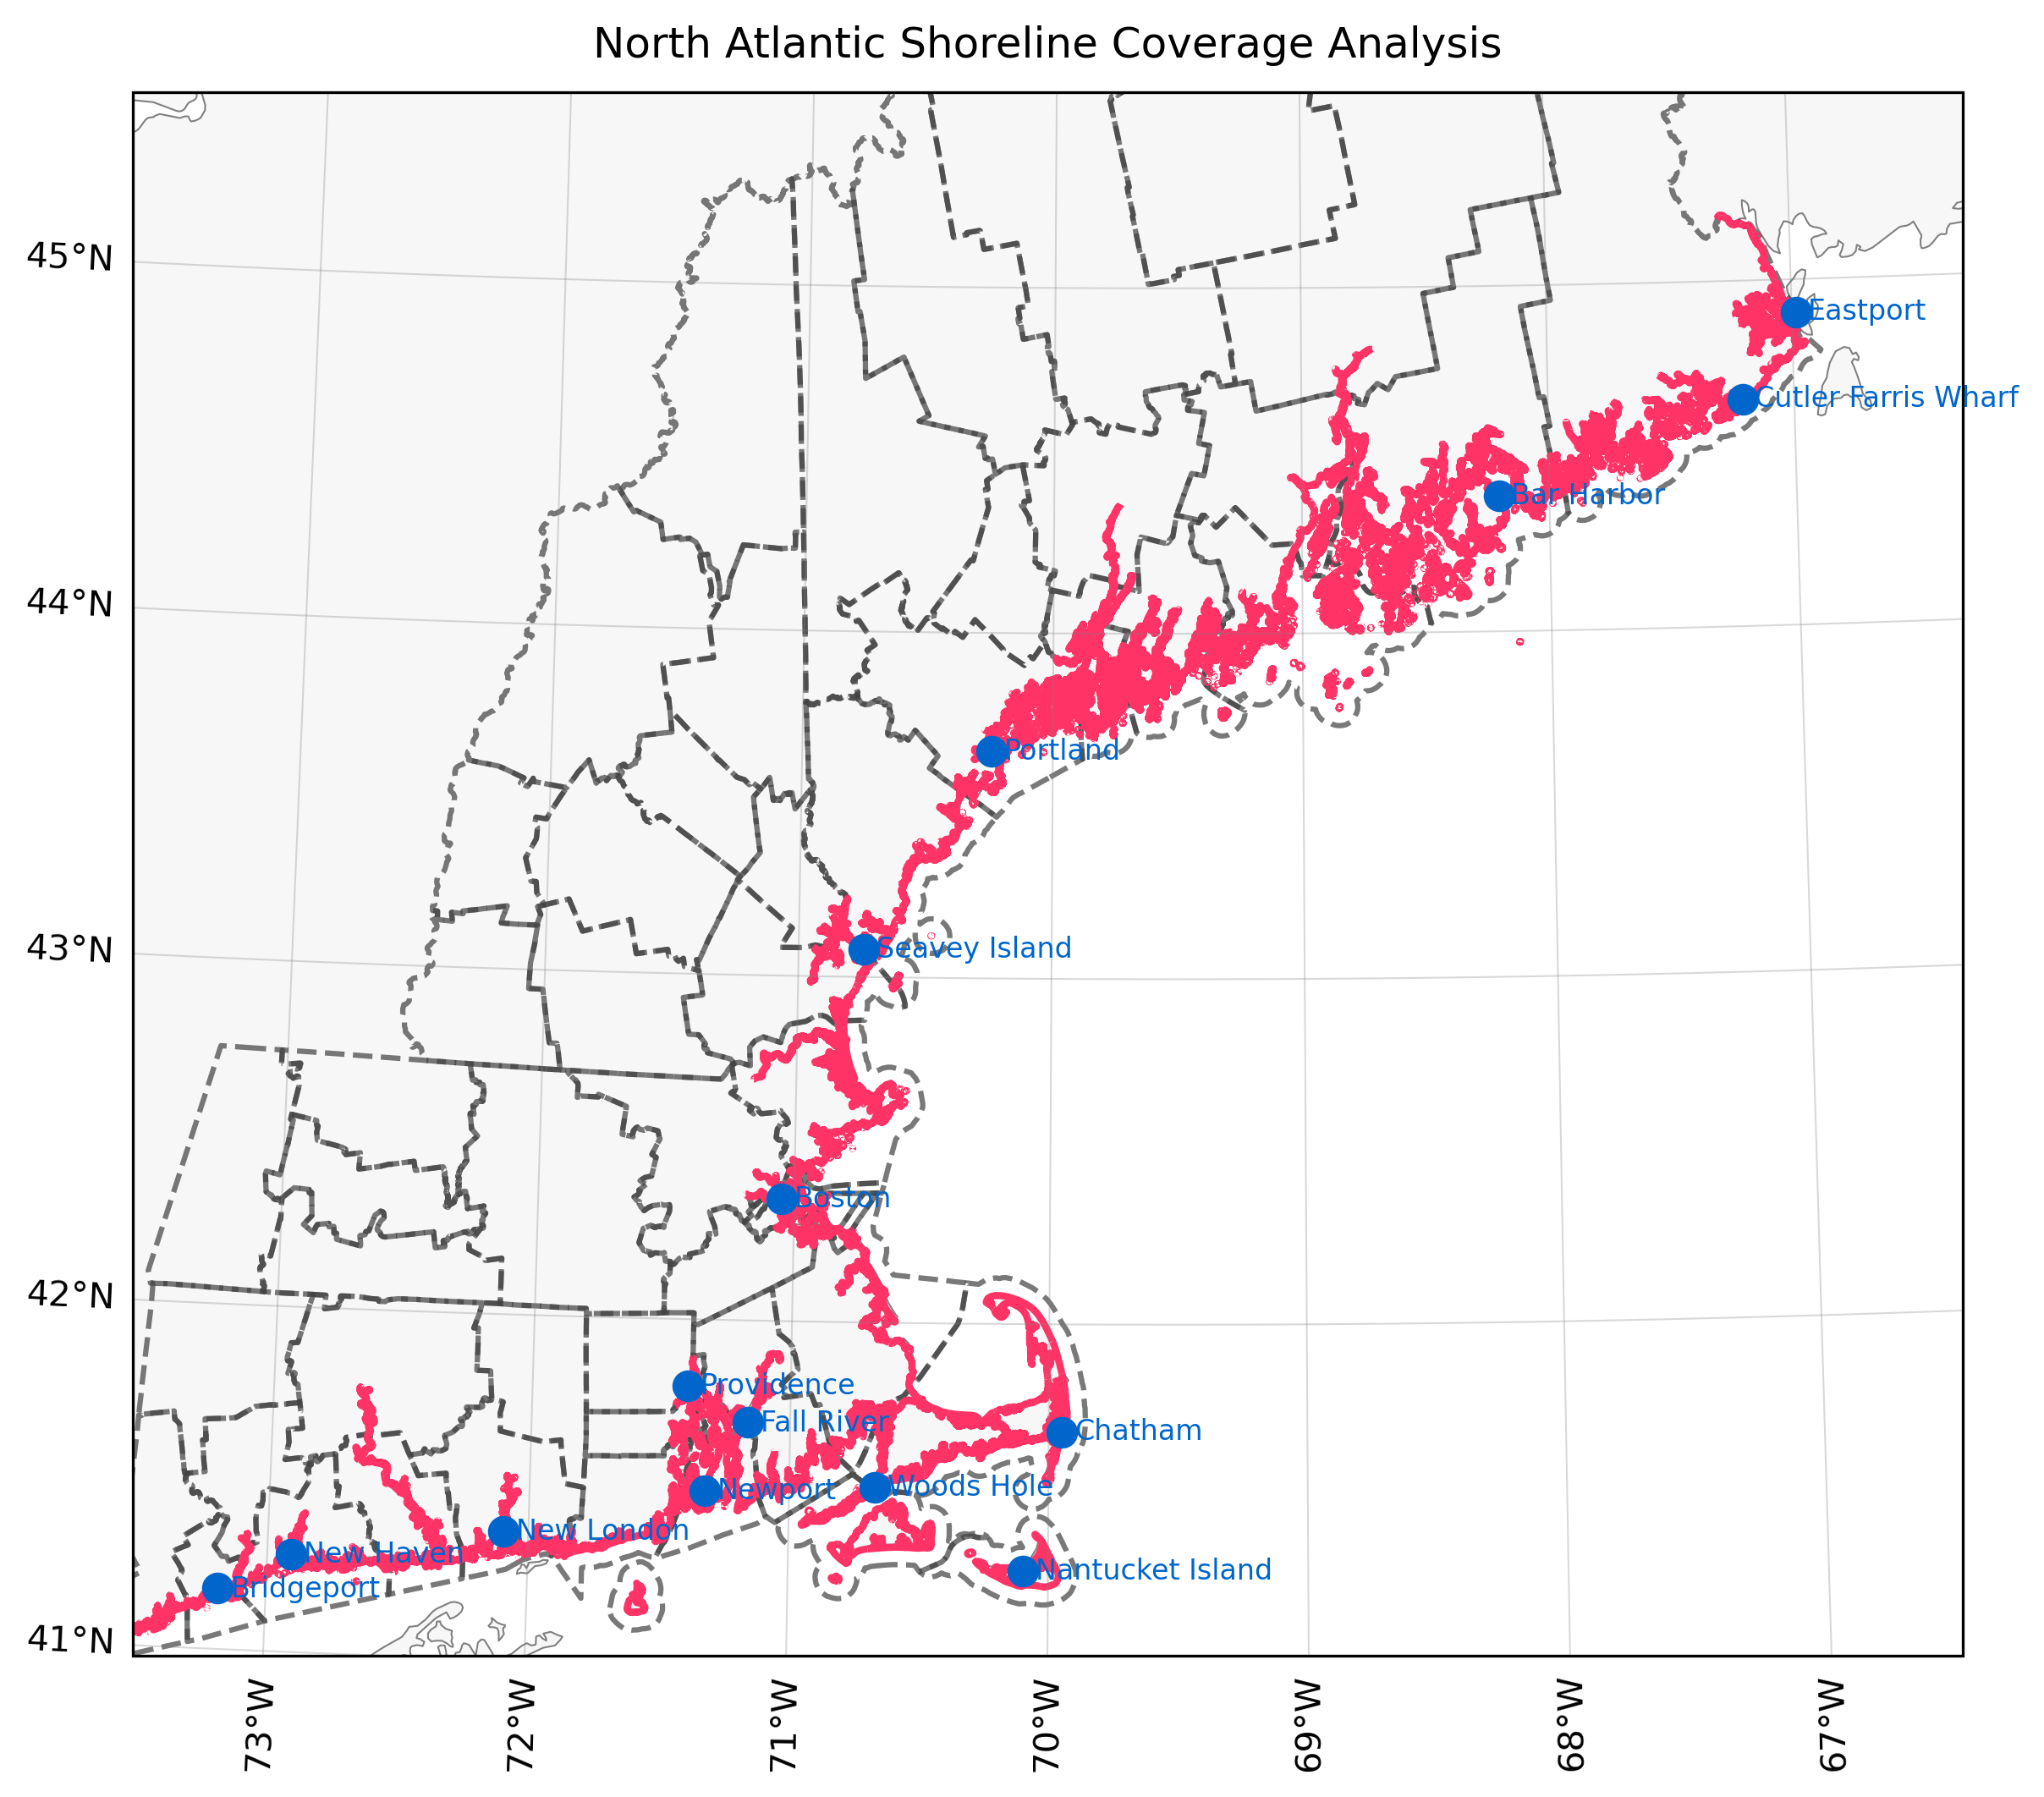 North Atlantic Shoreline Coverage Analysis
45°N
44°N
43°N
42°N
41°N
Eastport
Cutler Farris Wharf
Bar Harbor
Portland
Seavey Island
Boston
Providence
Fall River
Chatham
Woods Hole
Newport
New London
New Haven
Nantucket Island
Bridgeport
73°W
72°W
71°W
70°W
69°W
68°W
67°W